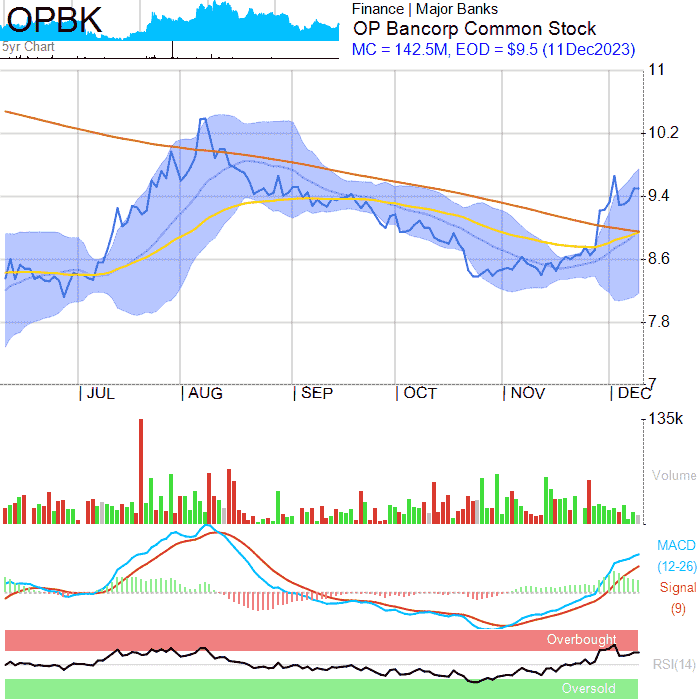 OPBK
5yr Chart
Finance | Major Banks
OP Bancorp Common Stock
MC = 142.5M, EOD = $9.5 (11Dec2023)
11
10.2
9.4
8.6
7.8
7
| JUL | AUG | SEP | OCT | NOV | DEC
135k
Volume
MACD
(12-26)
Signal
(9)
Overbought
RSI(14)
Oversold